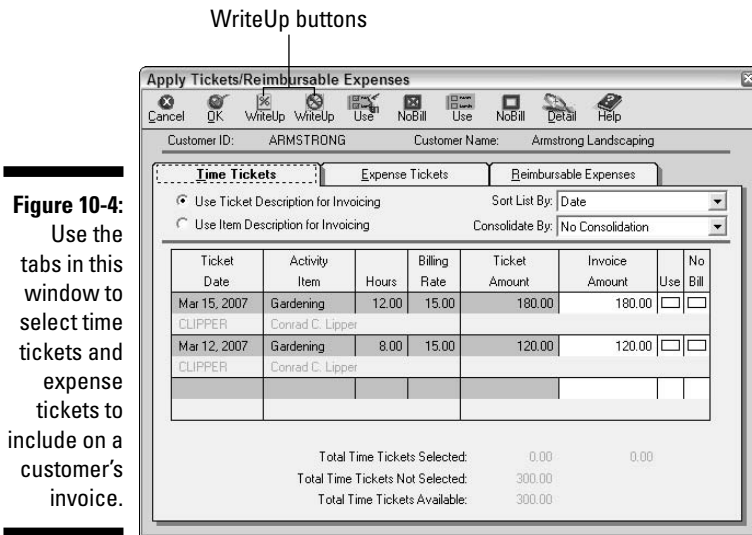 WriteUp buttons
Apply Tickets/Reimbursable Expenses
Cancel OK WriteUp WriteUp Use NoBill Use NoBill Detail Help
Customer ID: ARMSTRONG Customer Name: Armstrong Landscaping
Time Tickets Expense Tickets Reimbursable Expenses
Use Ticket Description for Invoicing Sort List By: Date
Use Item Description for Invoicing Consolidate By: No Consolidation
Ticket Activity Billing Ticket Invoice No
Date Item Hours Rate Amount Amount Use Bill
Mar 15, 2007 Gardening 12.00 15.00 180.00 180.00
CLIPPER Conrad C. Lipper
Mar 12, 2007 Gardening 8.00 15.00 120.00 120.00
CLIPPER Conrad C. Lipper
Total Time Tickets Selected: 0.00 0.00
Total Time Tickets Not Selected: 300.00
Total Time Tickets Available: 300.00
Figure 10-4:
Use the
tabs in this
window to
select time
tickets and
expense
tickets to
include on a
customer's
invoice.